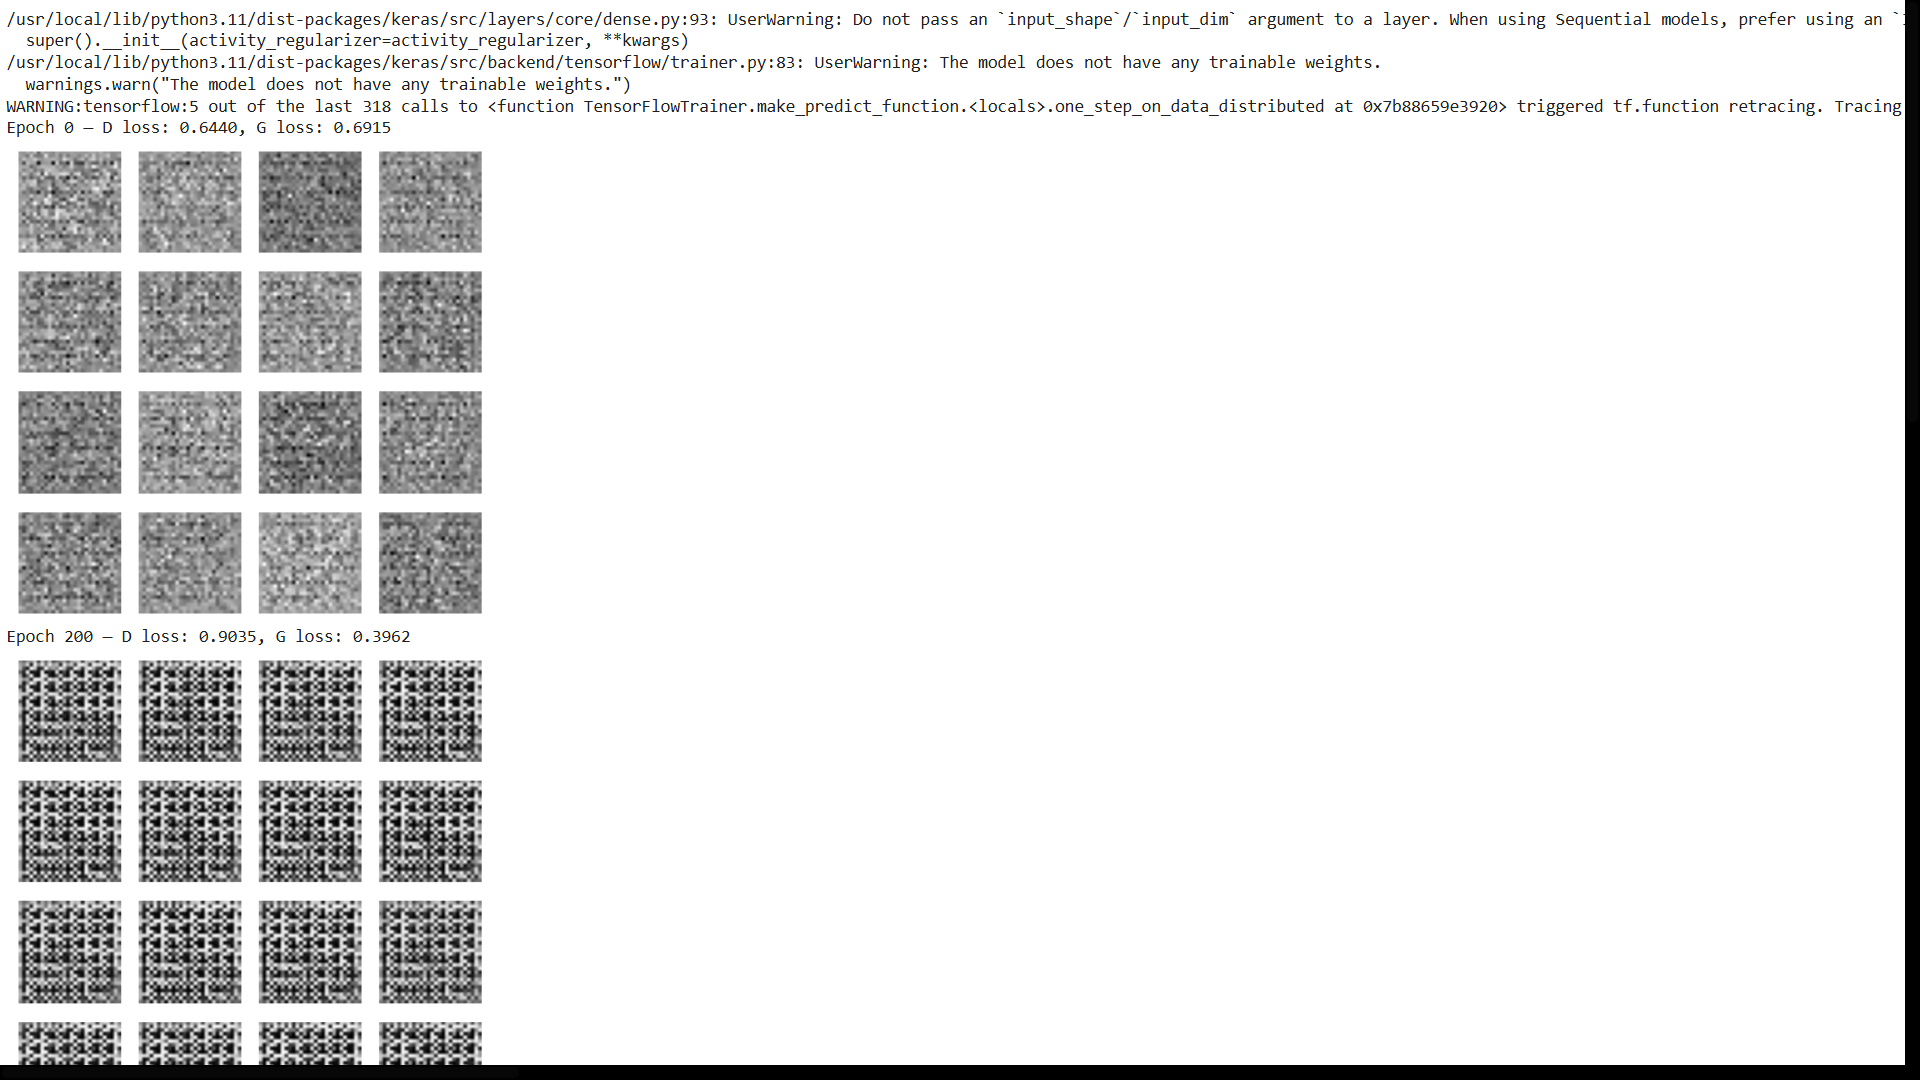 /usr/local/lib/python3.11/dist-packages/keras/src/layers/core/dense.py:93: UserWarning: Do not pass an `input_shape`/`input_dim` argument to a layer. When using Sequential models, prefer using an `
super().__init__(activity_regularizer=activity_regularizer, **kwargs)
/usr/local/lib/python3.11/dist-packages/keras/src/backend/tensorflow/trainer.py:83: UserWarning: The model does not have any trainable weights.
warnings.warn("The model does not have any trainable weights.")
WARNING:tensorflow:5 out of the last 318 calls to <function TensorFlowTrainer.make_predict_function.<locals>.one_step_on_data_distributed at 0x7b88659e3920> triggered tf.function retracing. Tracing
Epoch 0 — D loss: 0.6440, G loss: 0.6915
Epoch 200 — D loss: 0.9035, G loss: 0.3962